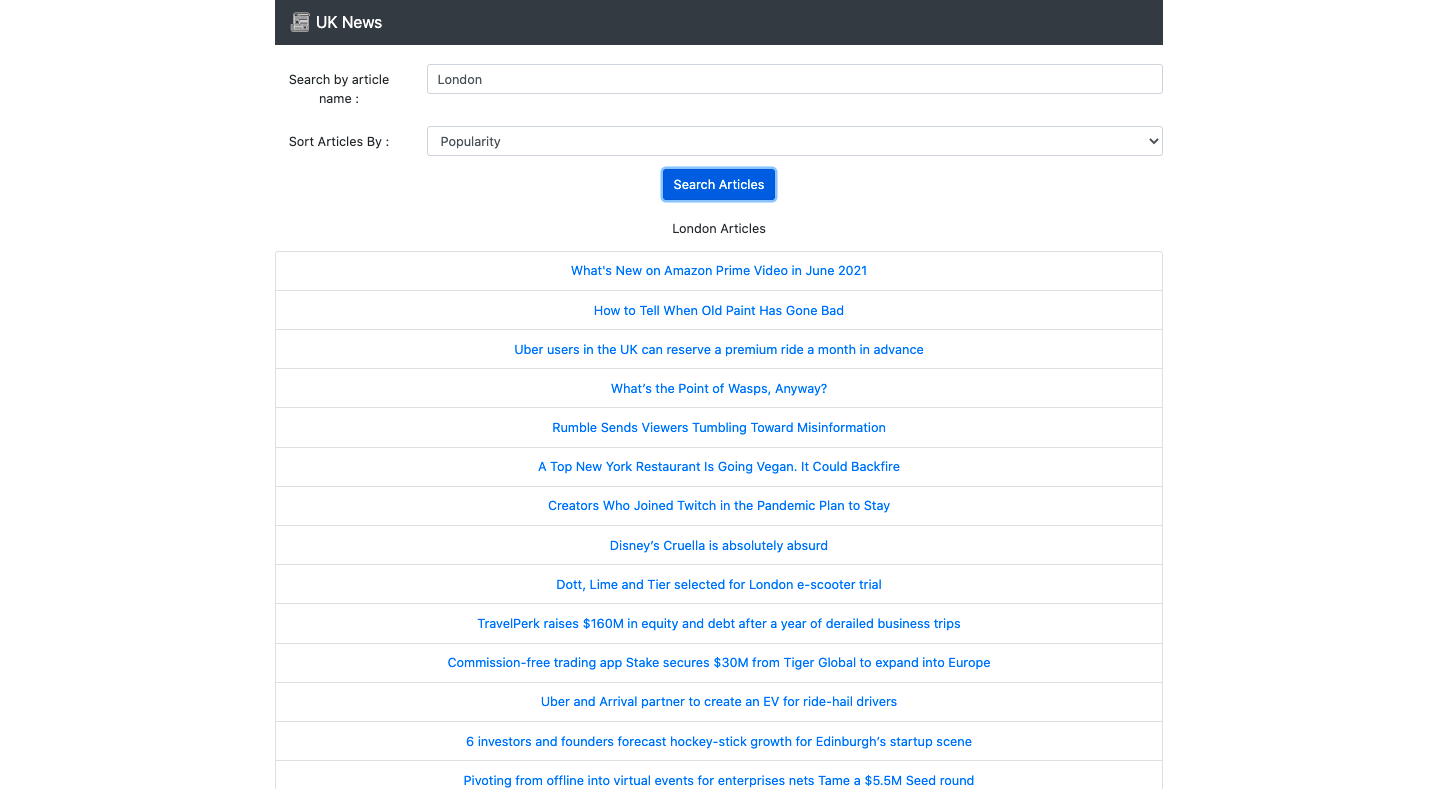 UK News
Search by article
name :
London
Sort Articles By :
Popularity
Search Articles
London Articles
What's New on Amazon Prime Video in June 2021
How to Tell When Old Paint Has Gone Bad
Uber users in the UK can reserve a premium ride a month in advance
What’s the Point of Wasps, Anyway?
Rumble Sends Viewers Tumbling Toward Misinformation
A Top New York Restaurant Is Going Vegan. It Could Backfire
Creators Who Joined Twitch in the Pandemic Plan to Stay
Disney’s Cruella is absolutely absurd
Dott, Lime and Tier selected for London e-scooter trial
TravelPerk raises $160M in equity and debt after a year of derailed business trips
Commission-free trading app Stake secures $30M from Tiger Global to expand into Europe
Uber and Arrival partner to create an EV for ride-hail drivers
6 investors and founders forecast hockey-stick growth for Edinburgh’s startup scene
Pivoting from offline into virtual events for enterprises nets Tame a $5.5M Seed round